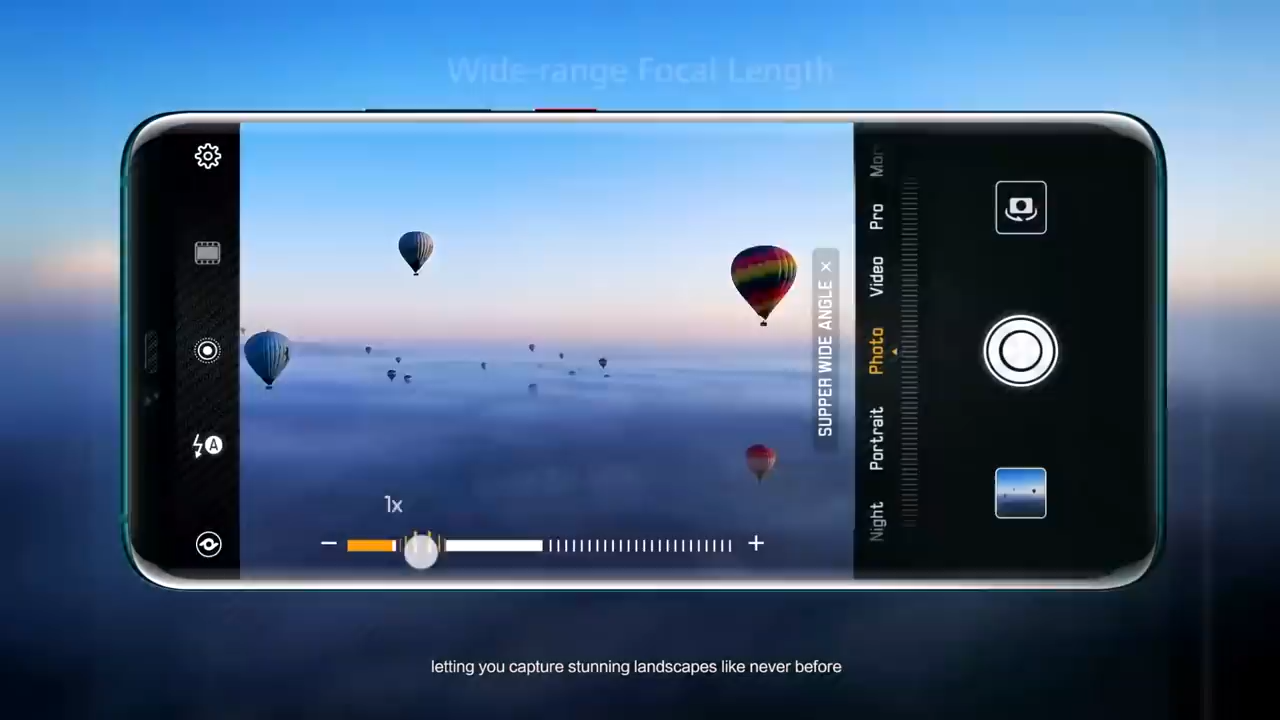 Wide-range Focal Length
Mor
Pro
Video
Photo
Portrait
Night
SUPPER WIDE ANGLE ×
A
1x
− +
letting you capture stunning landscapes like never before